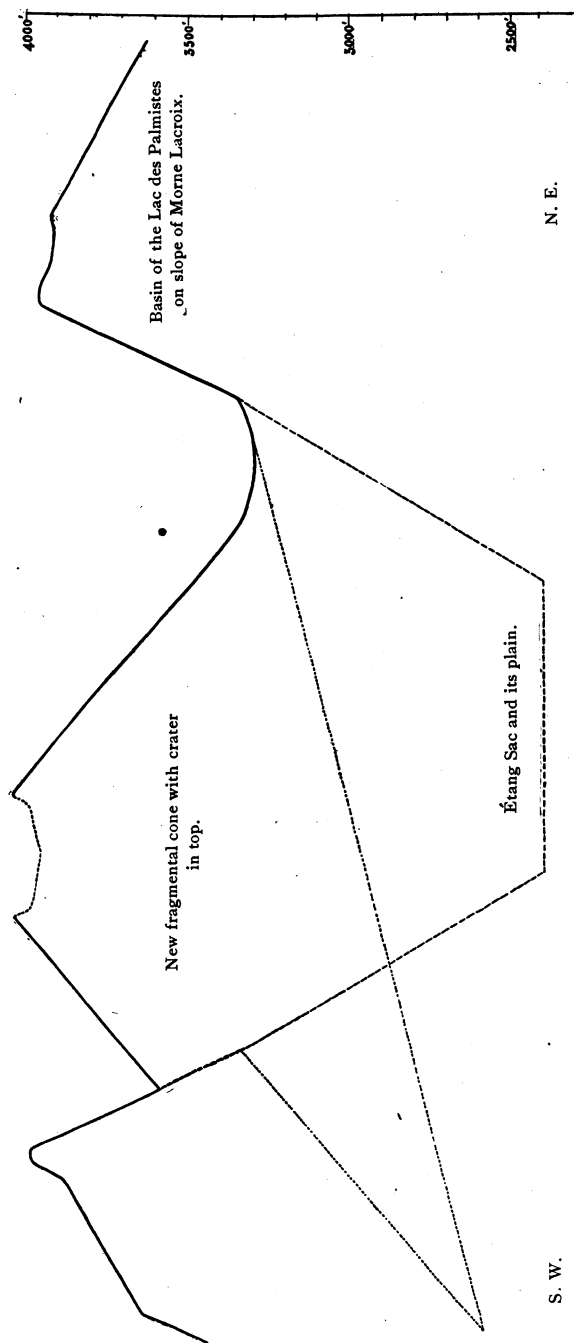 4000'
3500'
3000'
2500'
Basin of the Lac des Palmistes
on slope of Morne Lacroix.
New fragmental cone with crater
in top.
Étang Sac and its plain.
S. W.
N. E.